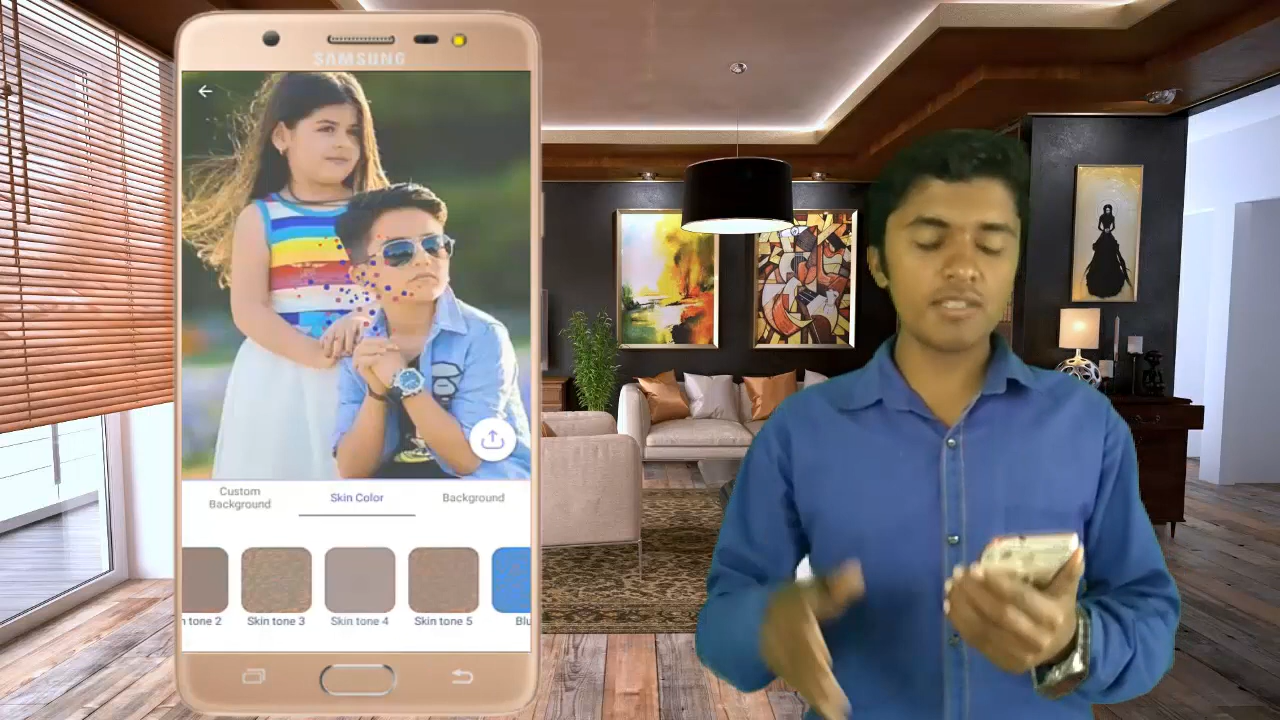 SAMSUNG
Custom
Background
Skin Color
Background
n tone 2
Skin tone 3
Skin tone 4
Skin tone 5
Blu